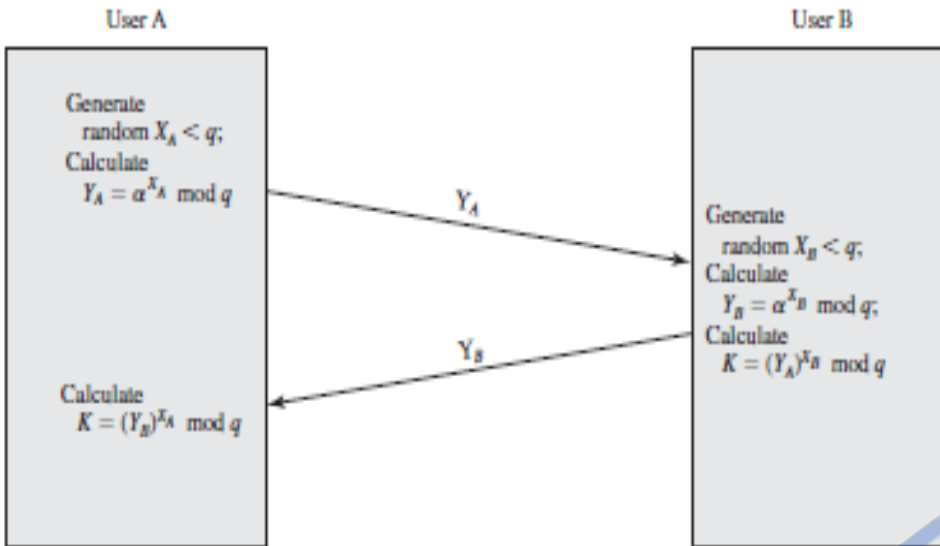 User A
User B
Generate
random X_A < q;
Calculate
Y_A = α^{X_A} mod q
Y_A
Generate
random X_B < q;
Calculate
Y_B = α^{X_B} mod q;
Calculate
K = (Y_A)^{X_B} mod q
Y_B
Calculate
K = (Y_B)^{X_A} mod q